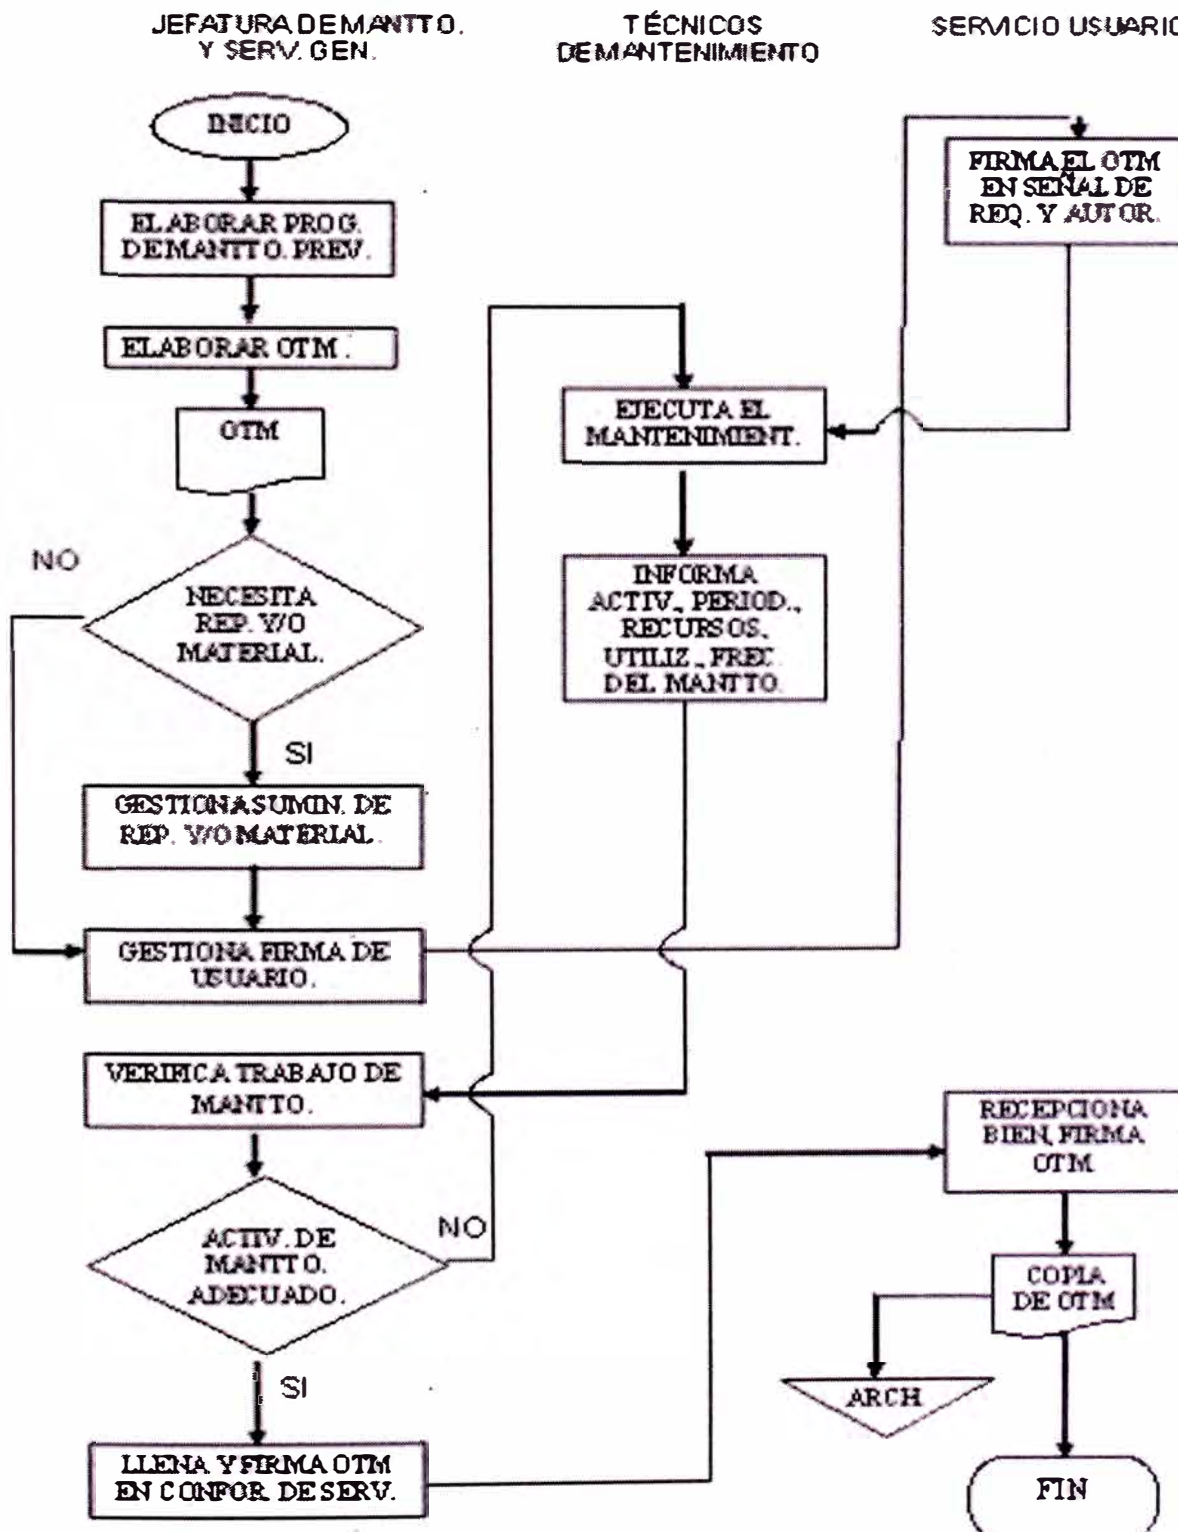 JEFATURA DE MANTTO.
Y SERV. GEN.
TÉCNICOS
DE MANTENIMIENTO
SERVICIO USUARIO
INICIO
ELABORAR PROG.
DE MANTTO. PREV.
ELABORAR OTM.
OTM
NO
NECESITA
REP. Y/O
MATERIAL.
SI
GESTIONA SUMIN. DE
REP. Y/O MATERIAL.
GESTIONA FIRMA DE
USUARIO.
FIRMA EL OTM
EN SEÑAL DE
REQ. Y AUTOR.
EJECUTA EL
MANTENIMIENT.
INFORMA
ACTIV., PERIOD.,
RECURSOS.
UTILIZ., FREC.
DEL MANTTO.
VERIFICA TRABAJO DE
MANTTO.
ACTIV. DE
MANTTO.
ADECUADO.
NO
SI
LLENA Y FIRMA OTM
EN CONFOR. DE SERV.
RECEPCIONA
BIEN, FIRMA
OTM
COPIA
DE OTM
ARCH
FIN